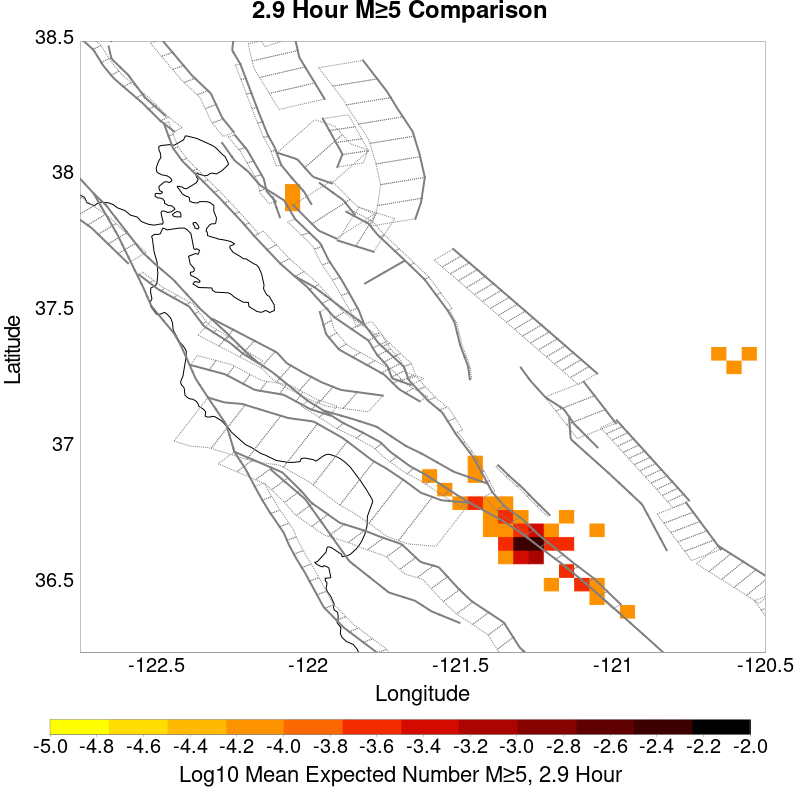 2.9 Hour M≥5 Comparison
38.5
38
37.5
37
36.5
Latitude
-122.5 -122 -121.5 -121 -120.5
Longitude
-5.0 -4.8 -4.6 -4.4 -4.2 -4.0 -3.8 -3.6 -3.4 -3.2 -3.0 -2.8 -2.6 -2.4 -2.2 -2.0
Log10 Mean Expected Number M≥5, 2.9 Hour